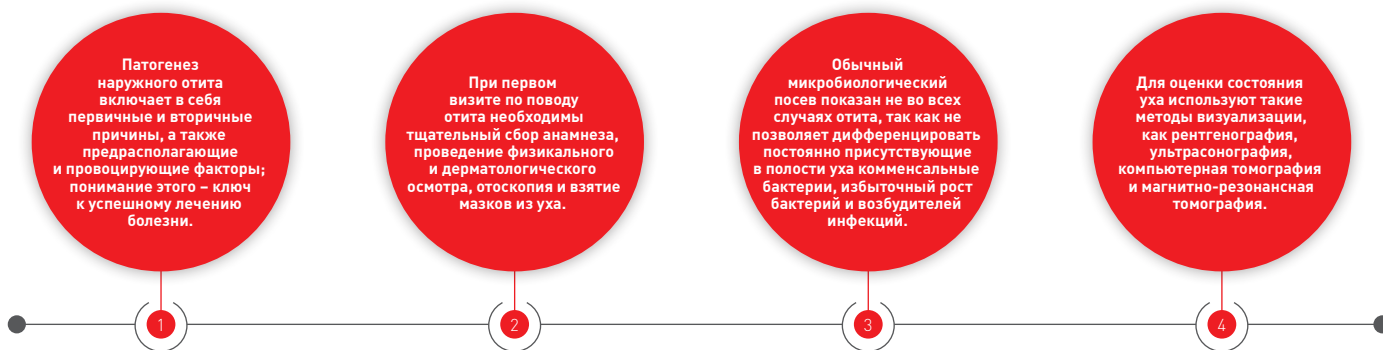 Патогенез
наружного отита
включает в себя
первичные и вторичные
причины, а также
предрасполагающие
и провоцирующие факторы;
понимание этого – ключ
к успешному лечению
болезни.
При первом
визите по поводу
отита необходимы
тщательный сбор анамнеза,
проведение физикального
и дерматологического
осмотра, отоскопия и взятие
мазков из уха.
Обычный
микробиологический
посев показан не во всех
случаях отита, так как не
позволяет дифференцировать
постоянно присутствующие
в полости уха комменсальные
бактерии, избыточный рост
бактерий и возбудителей
инфекций.
Для оценки состояния
уха используют такие
методы визуализации,
как рентгенография,
ультрасонография,
компьютерная томография
и магнитно-резонансная
томография.
1
2
3
4